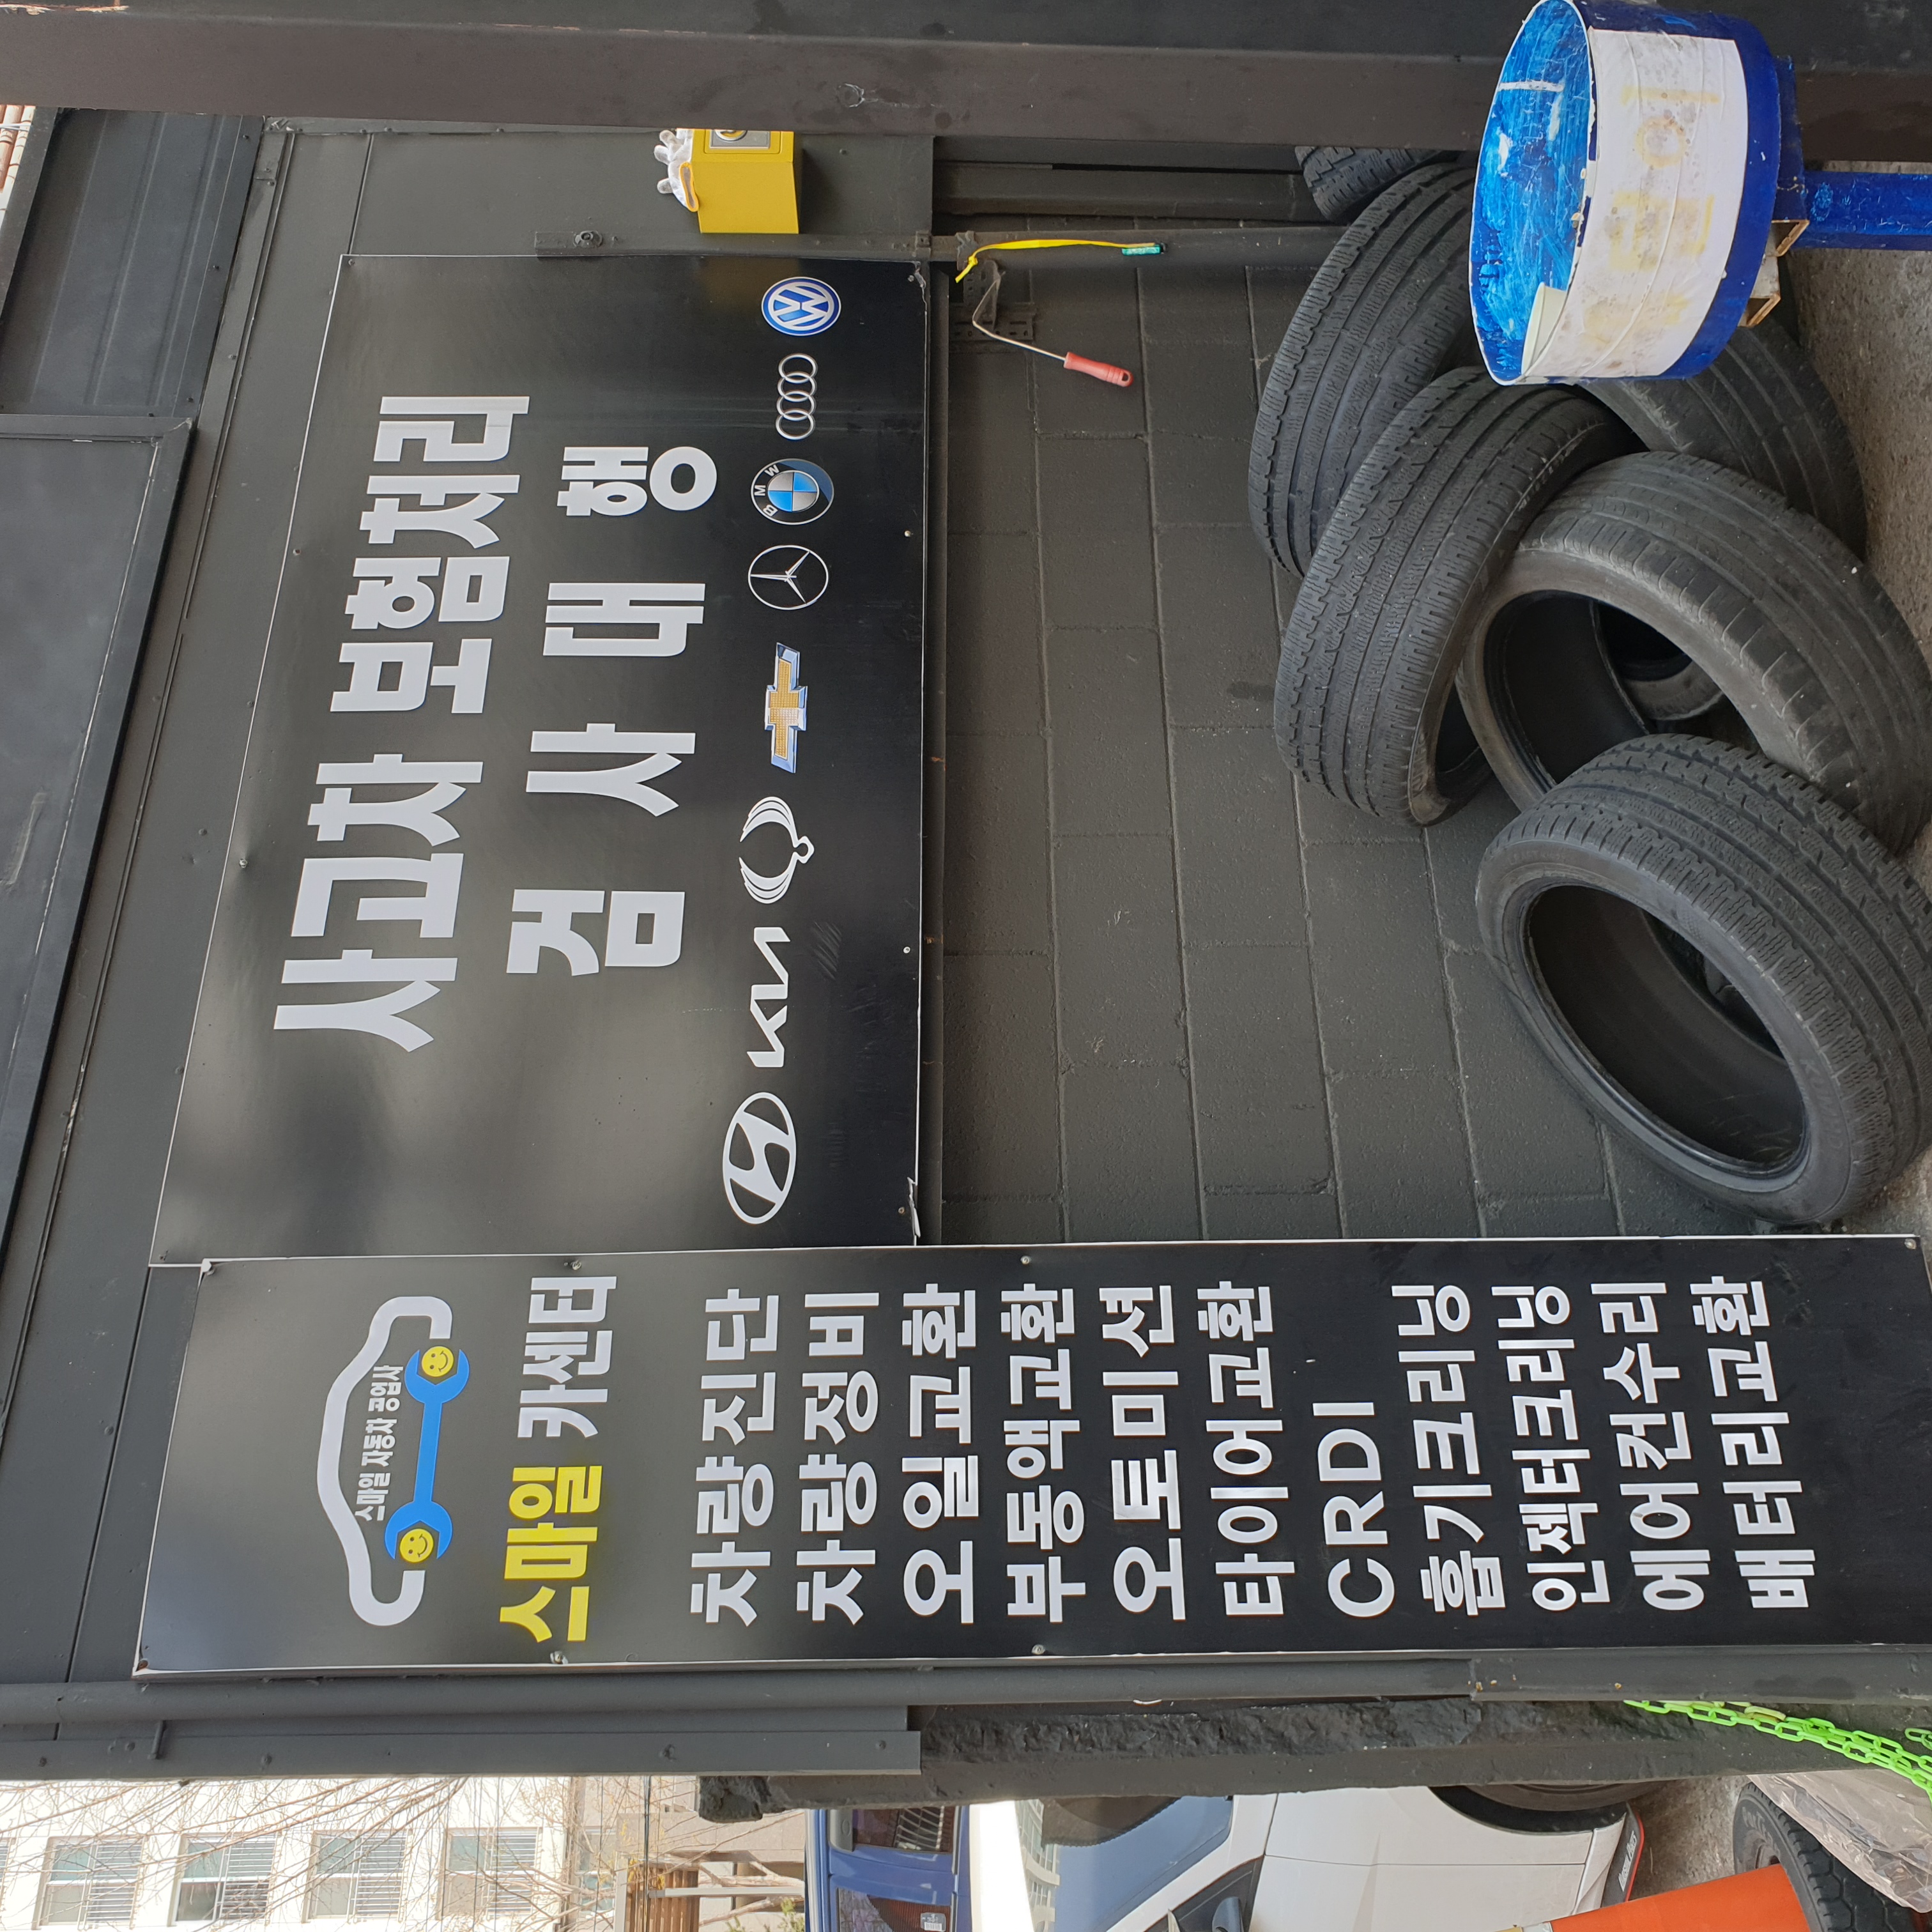 스마일 자동차 공업사
스마일 카센터
차량진단
차량정비
오일교환
부동액교환
오토미션
타이어교환
CRDI
흡기크리닝
인젝터크리닝
에어컨수리
배터리교환
사고차 보험처리
검사대행
KIA
BMW